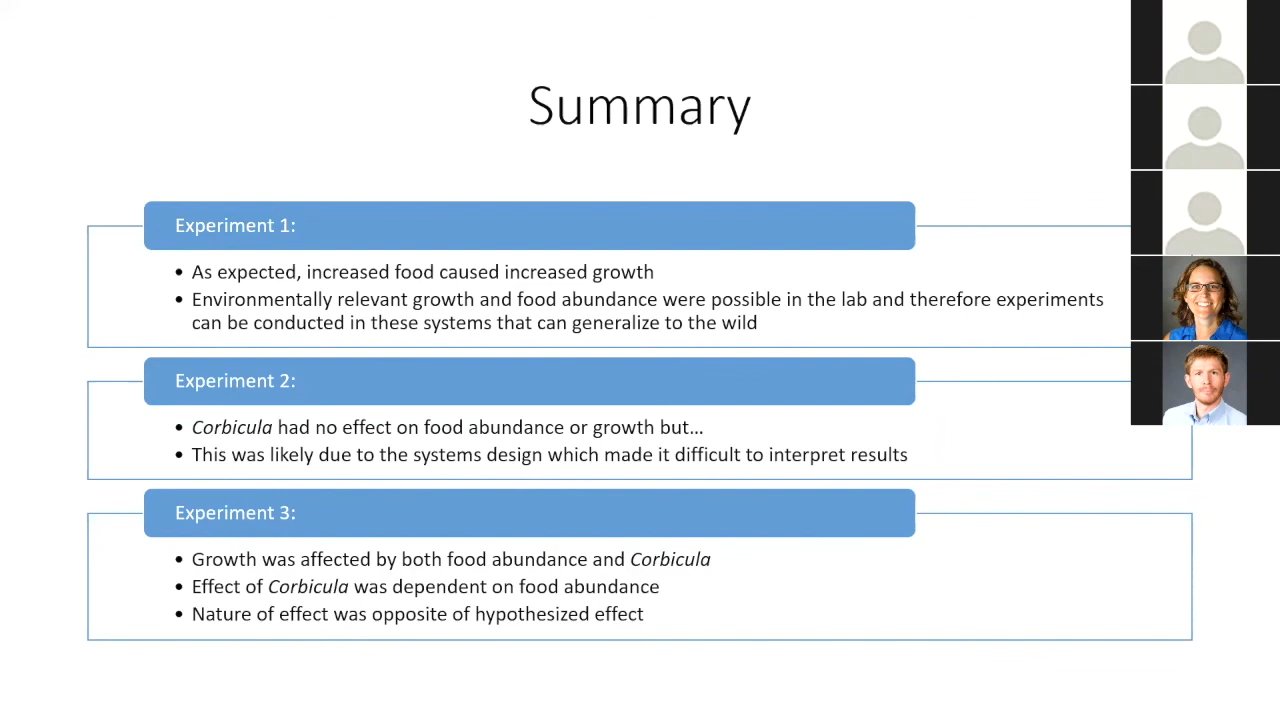 Summary
Experiment 1:
• As expected, increased food caused increased growth
• Environmentally relevant growth and food abundance were possible in the lab and therefore experiments
can be conducted in these systems that can generalize to the wild
Experiment 2:
• Corbicula had no effect on food abundance or growth but…
• This was likely due to the systems design which made it difficult to interpret results
Experiment 3:
• Growth was affected by both food abundance and Corbicula
• Effect of Corbicula was dependent on food abundance
• Nature of effect was opposite of hypothesized effect